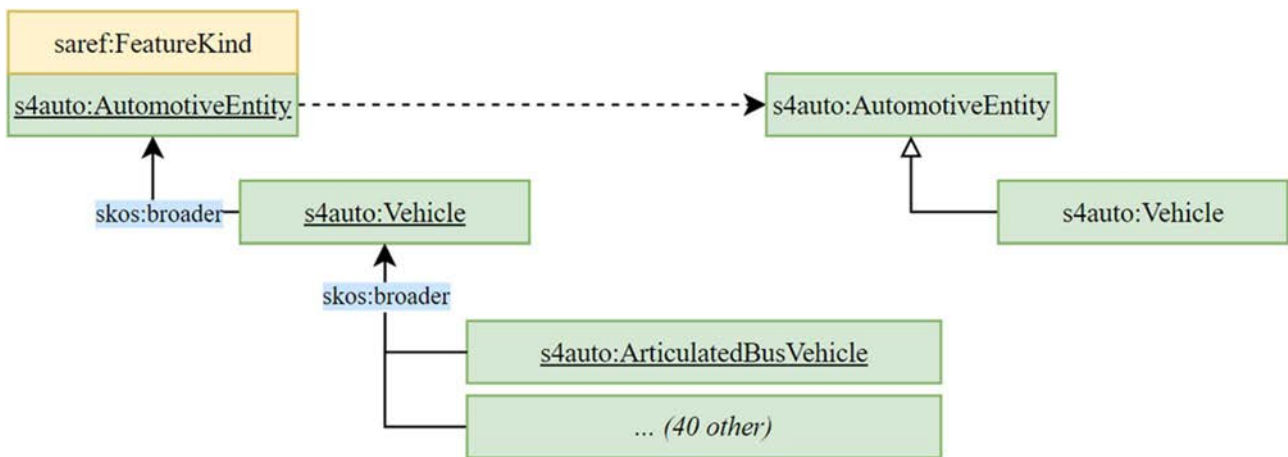 saref:FeatureKind
s4auto:AutomotiveEntity
s4auto:AutomotiveEntity
skos:broader
s4auto:Vehicle
s4auto:Vehicle
skos:broader
s4auto:ArticulatedBusVehicle
... (40 other)